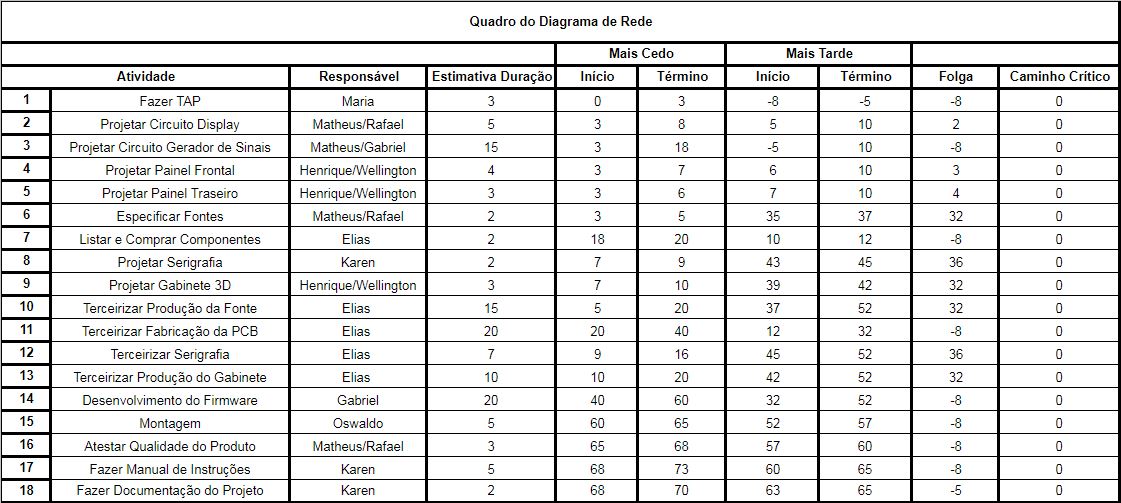 Quadro do Diagrama de Rede
Mais Cedo Mais Tarde
Atividade Responsável Estimativa Duração Início Término Início Término Folga Caminho Crítico
1 Fazer TAP Maria 3 0 3 -8 -5 -8 0
2 Projetar Circuito Display Matheus/Rafael 5 3 8 5 10 2 0
3 Projetar Circuito Gerador de Sinais Matheus/Gabriel 15 3 18 -5 10 -8 0
4 Projetar Painel Frontal Henrique/Wellington 4 3 7 6 10 3 0
5 Projetar Painel Traseiro Henrique/Wellington 3 3 6 7 10 4 0
6 Especificar Fontes Matheus/Rafael 2 3 5 35 37 32 0
7 Listar e Comprar Componentes Elias 2 18 20 10 12 -8 0
8 Projetar Serigrafia Karen 2 7 9 43 45 36 0
9 Projetar Gabinete 3D Henrique/Wellington 3 7 10 39 42 32 0
10 Terceirizar Produção da Fonte Elias 15 5 20 37 52 32 0
11 Terceirizar Fabricação da PCB Elias 20 20 40 12 32 -8 0
12 Terceirizar Serigrafia Elias 7 9 16 45 52 36 0
13 Terceirizar Produção do Gabinete Elias 10 10 20 42 52 32 0
14 Desenvolvimento do Firmware Gabriel 20 40 60 32 52 -8 0
15 Montagem Oswaldo 5 60 65 52 57 -8 0
16 Atestar Qualidade do Produto Matheus/Rafael 3 65 68 57 60 -8 0
17 Fazer Manual de Instruções Karen 5 68 73 60 65 -8 0
18 Fazer Documentação do Projeto Karen 2 68 70 63 65 -5 0